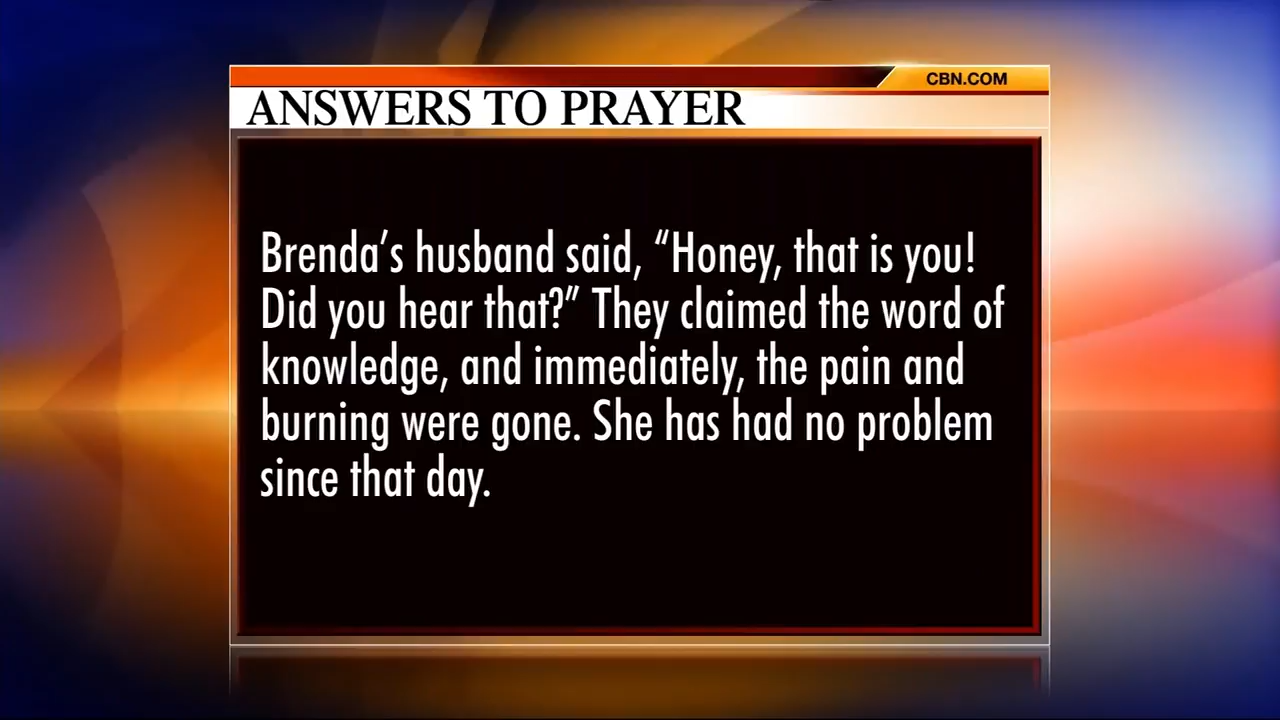 CBN.COM
ANSWERS TO PRAYER
Brenda’s husband said, “Honey, that is you!
Did you hear that?” They claimed the word of
knowledge, and immediately, the pain and
burning were gone. She has had no problem
since that day.